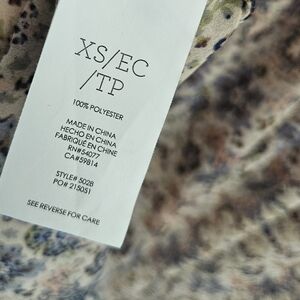 XS/EC
/TP
100% POLYESTER
MADE IN CHINA
HECHO EN CHINA
FABRIQUÉ EN CHINE
RN#54077
CA#59814
STYLE# 5028
PO# 215051
SEE REVERSE FOR CARE